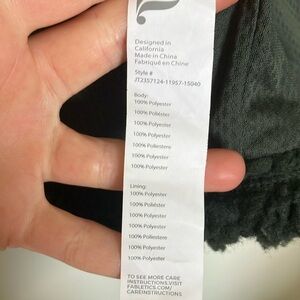 Designed in
California
Made in China
Fabriqué en Chine
Style #
JT2357124-11957-15040
Body:
100% Polyester
100% Poliéster
100% Polyester
100% Polyester
100% Poliestere
100% Polyester
100% Polyester
Lining:
100% Polyester
100% Poliéster
100% Polyester
100% Polyester
100% Poliestere
100% Polyester
100% Polyester
TO SEE MORE CARE
INSTRUCTIONS,VISIT
FABLETICS.COM/
CAREINSTRUCTIONS